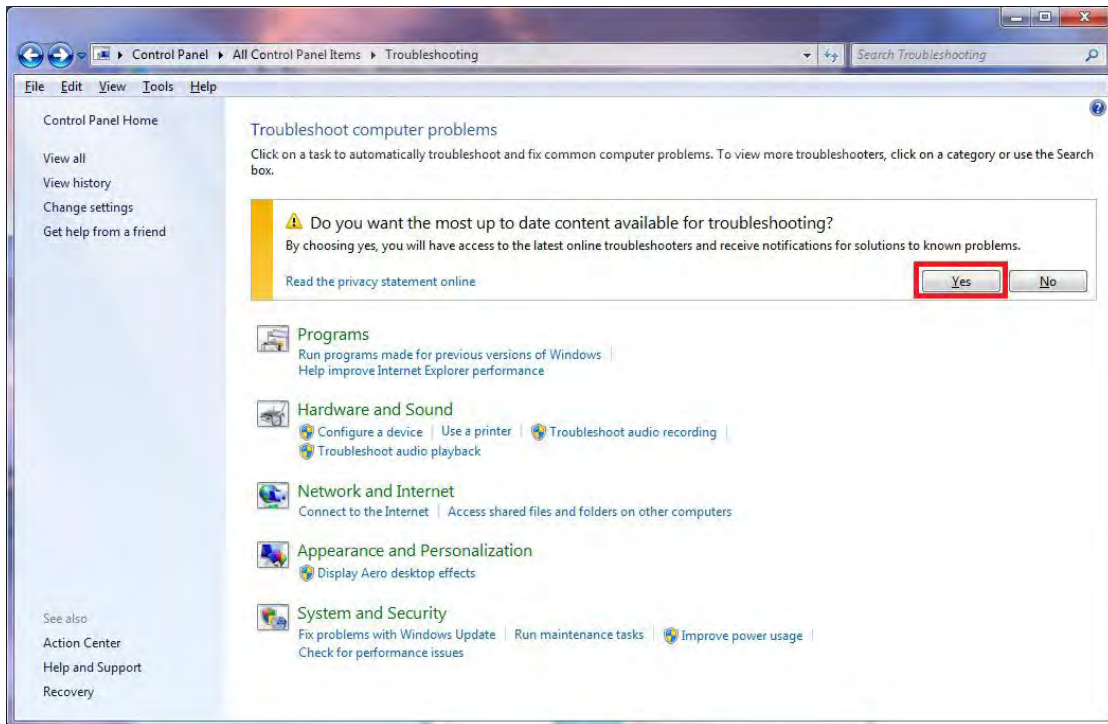 Control Panel ▸ All Control Panel Items ▸ Troubleshooting
Search Troubleshooting
File Edit View Tools Help
Control Panel Home
View all
View history
Change settings
Get help from a friend
Troubleshoot computer problems
Click on a task to automatically troubleshoot and fix common computer problems. To view more troubleshooters, click on a category or use the Search
box.
Do you want the most up to date content available for troubleshooting?
By choosing yes, you will have access to the latest online troubleshooters and receive notifications for solutions to known problems.
Read the privacy statement online
Yes No
Programs
Run programs made for previous versions of Windows
Help improve Internet Explorer performance
Hardware and Sound
Configure a device Use a printer Troubleshoot audio recording
Troubleshoot audio playback
Network and Internet
Connect to the Internet Access shared files and folders on other computers
Appearance and Personalization
Display Aero desktop effects
System and Security
Fix problems with Windows Update Run maintenance tasks Improve power usage
Check for performance issues
See also
Action Center
Help and Support
Recovery